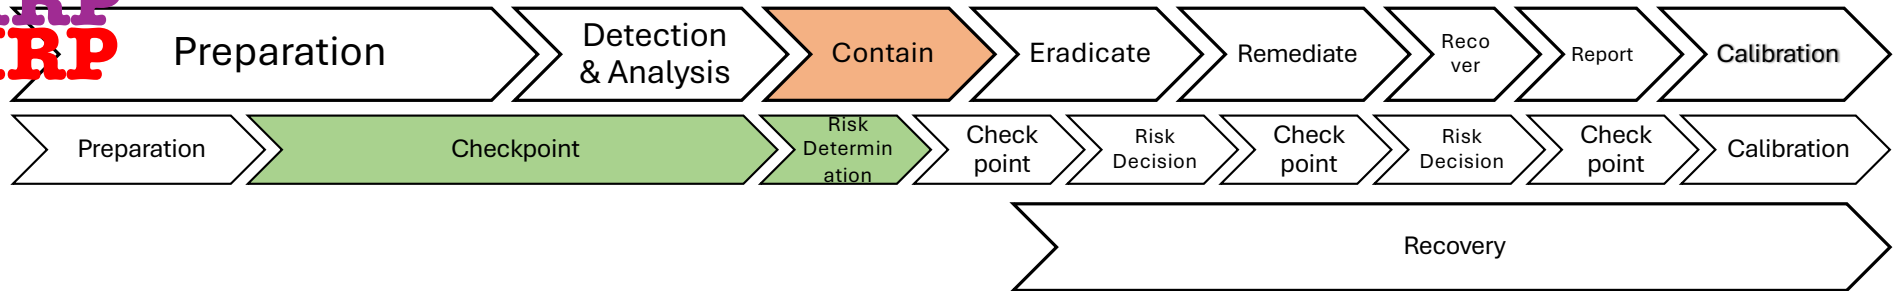 IRP
Preparation
Detection
& Analysis
Contain
Eradicate
Remediate
Reco
ver
Report
Calibration
Preparation
Checkpoint
Risk
Determin
ation
Check
point
Risk
Decision
Check
point
Risk
Decision
Check
point
Calibration
Recovery